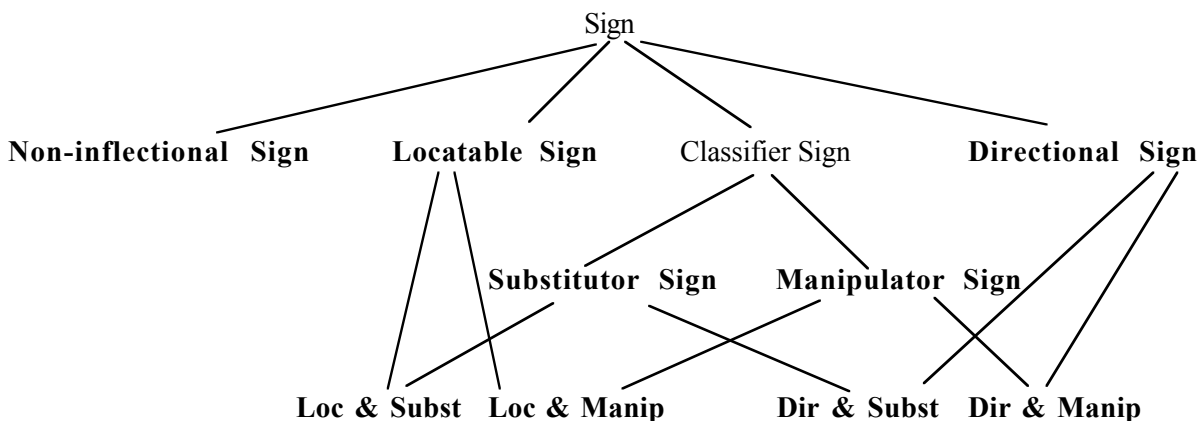 Sign
Non-inflectional Sign Locatable Sign Classifier Sign Directional Sign
Substitutor Sign Manipulator Sign
Loc & Subst Loc & Manip Dir & Subst Dir & Manip